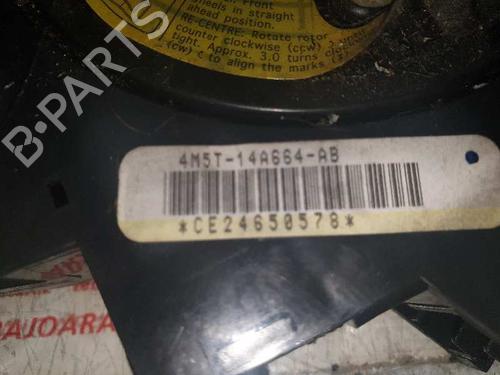 wheels in straight
ahead position.
RE-CENTRE: Rotate rotor
counter clockwise (ccw)
tight. Approx. 3.0 turns
(cw) to align the marks
B-PARTS
4M5T-14A664-AB
*CE24650578*
BAJOARA